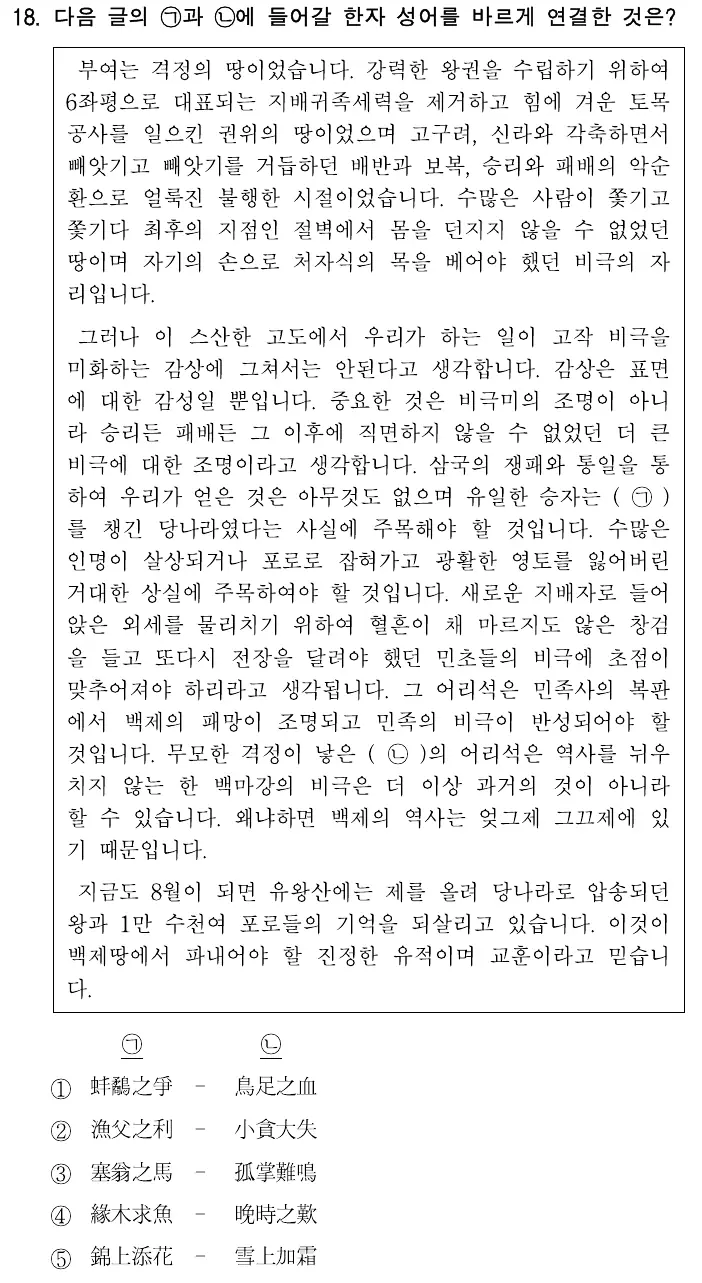 18. 다음 글의 ㉠과 ㉡에 들어갈 한자 성어를 바르게 연결한 것은?
부여는 격정의 땅이었습니다. 강력한 왕권을 수립하기 위하여
6좌평으로 대표되는 지배귀족세력을 제거하고 힘에 겨운 토목
공사를 일으킨 권위의 땅이었으며 고구려, 신라와 각축하면서
빼앗기고 빼앗기를 거듭하던 배반과 보복, 승리와 패배의 악순
환으로 얼룩진 불행한 시절이었습니다. 수많은 사람이 쫓기고
쫓기다 최후의 지점인 절벽에서 몸을 던지지 않을 수 없었던
땅이며 자기의 손으로 처자식의 목을 베어야 했던 비극의 자
리입니다.
그러나 이 스산한 고도에서 우리가 하는 일이 고작 비극을
미화하는 감상에 그쳐서는 안된다고 생각합니다. 감상은 표면
에 대한 감성일 뿐입니다. 중요한 것은 비극미의 조명이 아니
라 승리든 패배든 그 이후에 직면하지 않을 수 없었던 더 큰
비극에 대한 조명이라고 생각합니다. 삼국의 쟁패와 통일을 통
하여 우리가 얻은 것은 아무것도 없으며 유일한 승자는 ( ㉠ )
를 챙긴 당나라였다는 사실에 주목해야 할 것입니다. 수많은
인명이 살상되거나 포로로 잡혀가고 광활한 영토를 잃어버린
거대한 상실에 주목하여야 할 것입니다. 새로운 지배자로 들어
앉은 외세를 물리치기 위하여 혈흔이 채 마르지도 않은 창검
을 들고 또다시 전장을 달려야 했던 민초들의 비극에 초점이
맞추어져야 하리라고 생각됩니다. 그 어리석은 민족사의 복판
에서 백제의 패망이 조명되고 민족의 비극이 반성되어야 할
것입니다. 무모한 격정이 낳은 ( ㉡ )의 어리석은 역사를 뉘우
치지 않는 한 백마강의 비극은 더 이상 과거의 것이 아니라
할 수 있습니다. 왜냐하면 백제의 역사는 엊그제 그끄제에 있
기 때문입니다.
지금도 8월이 되면 유왕산에는 제를 올려 당나라로 압송되던
왕과 1만 수천여 포로들의 기억을 되살리고 있습니다. 이것이
백제땅에서 파내어야 할 진정한 유적이며 교훈이라고 믿습니
다.
㉠ ㉡
① 蚌鷸之爭 - 鳥足之血
② 漁父之利 - 小貪大失
③ 塞翁之馬 - 孤掌難鳴
④ 緣木求魚 - 晩時之歎
⑤ 錦上添花 - 雪上加霜